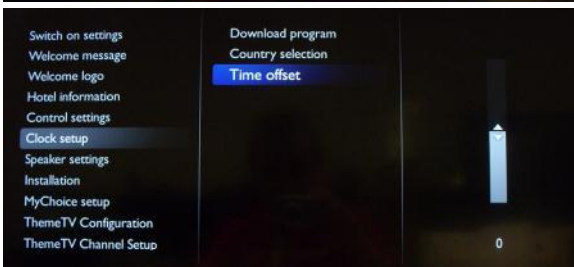 Switch on settings
Welcome message
Welcome logo
Hotel information
Control settings
Clock setup
Speaker settings
Installation
MyChoice setup
ThemeTV Configuration
ThemeTV Channel Setup
Download program
Country selection
Time offset
0